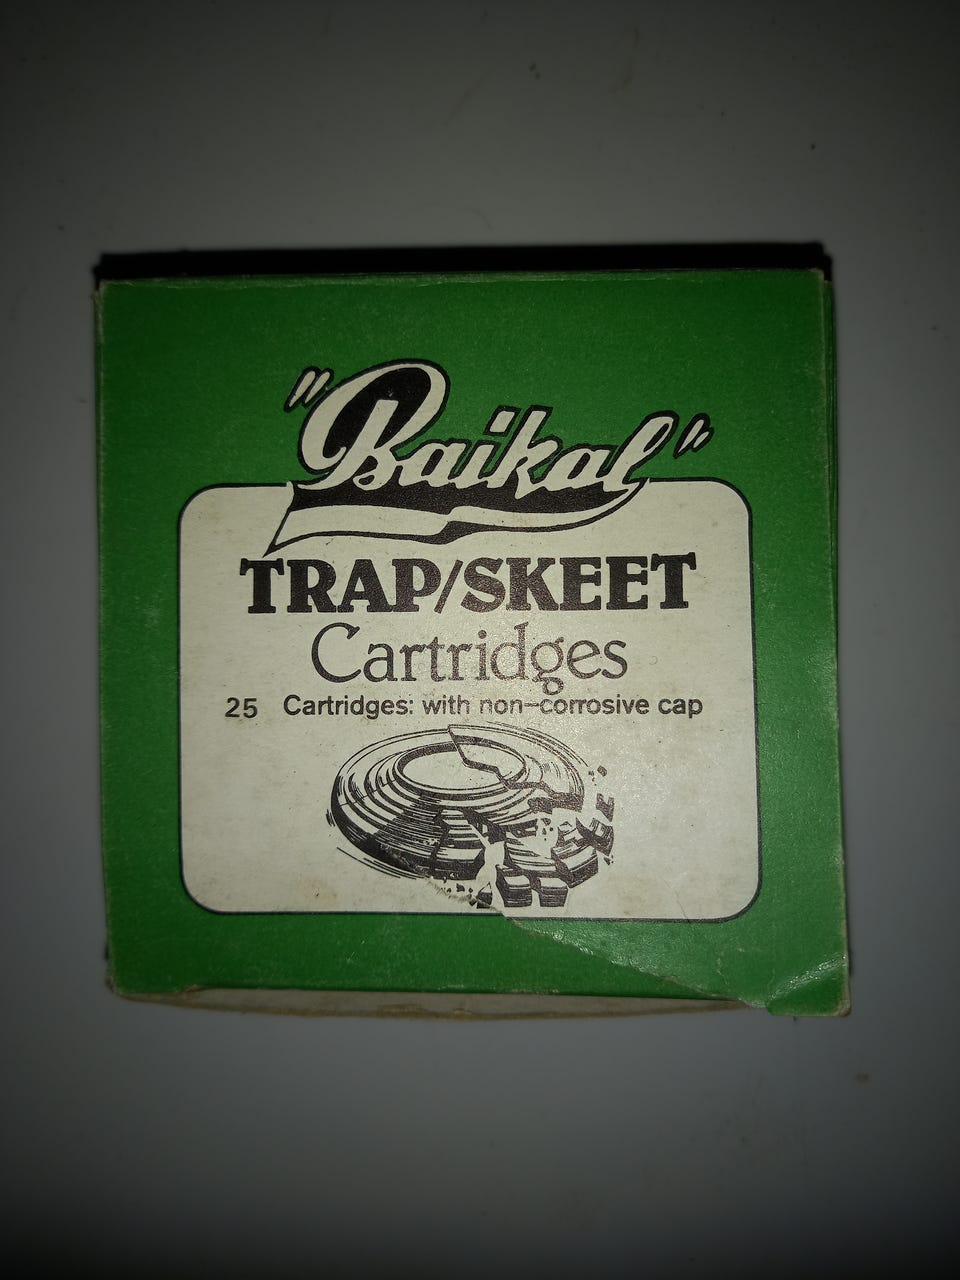 "Baikal"
TRAP/SKEET
Cartridges
25 Cartridges: with non-corrosive cap